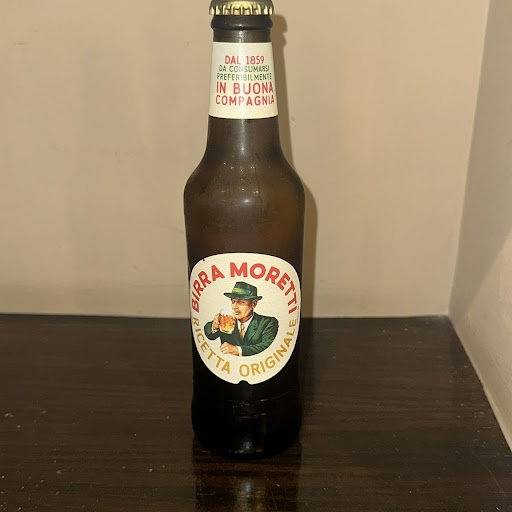 DAL 1859
DA CONSUMARSI
PREFERIBILMENTE
IN BUONA
COMPAGNIA
BIRRA MORETTI
RICETTA ORIGINALE